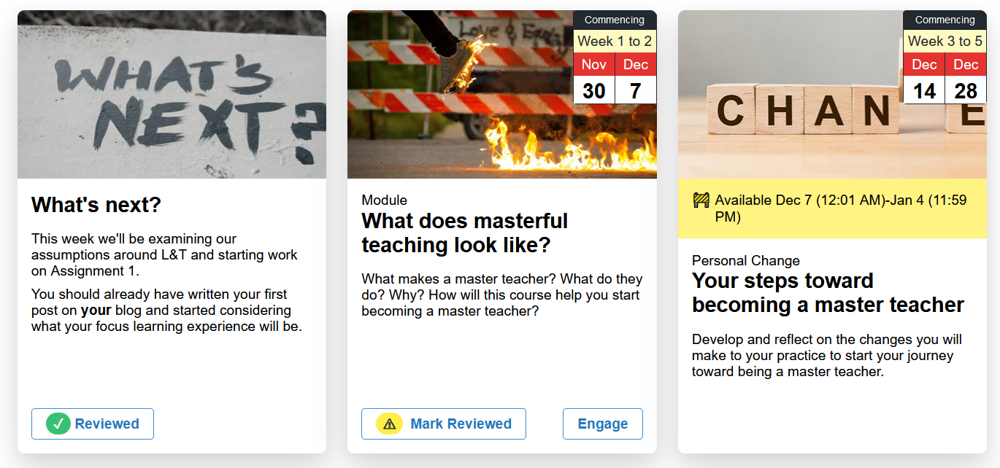 WHAT'S
NEXT?
What's next?
This week we'll be examining our
assumptions around L&T and starting work
on Assignment 1.
You should already have written your first
post on your blog and started considering
what your focus learning experience will be.
Reviewed
Love & Equality
Commencing
Week 1 to 2
Nov Dec
30 7
Module
What does masterful
teaching look like?
What makes a master teacher? What do they
do? Why? How will this course help you start
becoming a master teacher?
Mark Reviewed
Engage
Commencing
Week 3 to 5
Dec Dec
14 28
CHAN E
Available Dec 7 (12:01 AM)-Jan 4 (11:59
PM)
Personal Change
Your steps toward
becoming a master teacher
Develop and reflect on the changes you will
make to your practice to start your journey
toward being a master teacher.